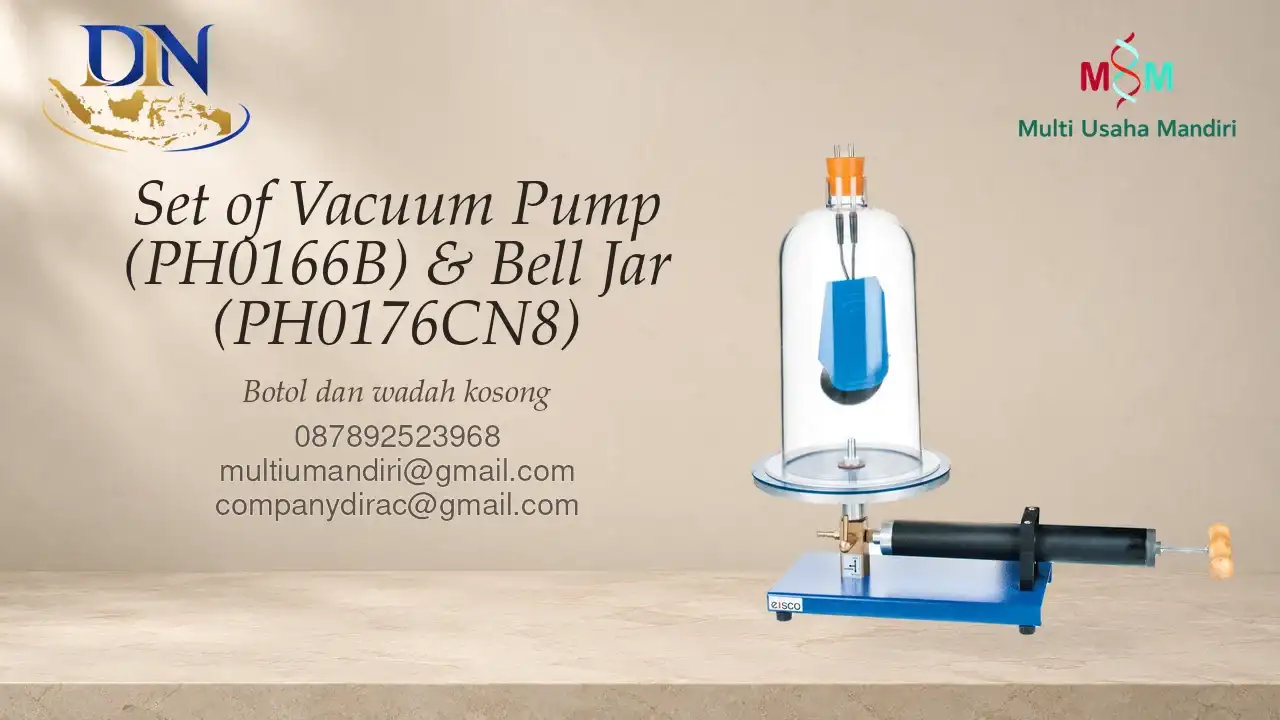 DN
MSM
Multi Usaha Mandiri
Set of Vacuum Pump
(PH0166B) & Bell Jar
(PH0176CN8)
Botol dan wadah kosong
087892523968
multiumandiri@gmail.com
companydirac@gmail.com
eisco